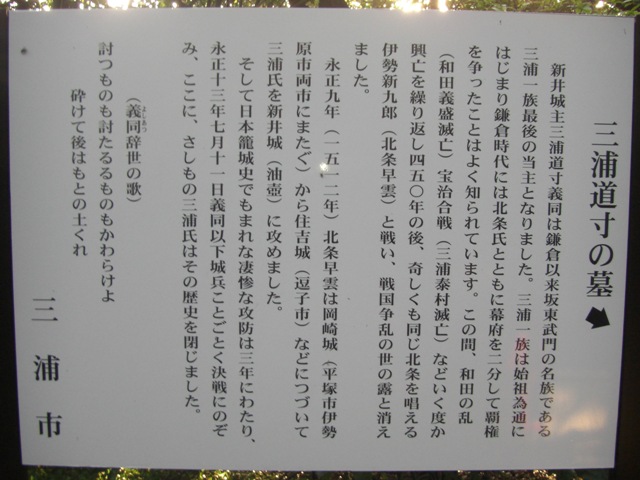 三浦道寸の墓
新井城主三浦道寸義同は鎌倉以来坂東武門の名族である
三浦一族最後の当主となりました。三浦一族は始祖為通に
はじまり鎌倉時代には北条氏とともに幕府を二分して覇権
を争ったことはよく知られています。この間、和田の乱
（和田義盛滅亡）宝治合戦（三浦泰村滅亡）などいく度か
興亡を繰り返し四五〇年の後、奇しくも同じ北条を唱える
伊勢新九郎（北条早雲）と戦い、戦国争乱の世の露と消え
ました。
永正九年（一五一二年）北条早雲は岡崎城（平塚市伊勢
原市両市にまたぐ）から住吉城（逗子市）などにつづいて
三浦氏を新井城（油壺）に攻めました。
そして日本籠城史でもまれな凄惨な攻防は三年にわたり、
永正十三年七月十一日義同以下城兵ことごとく決戦にのぞ
み、ここに、さしもの三浦氏はその歴史を閉じました。
（義同辞世の歌）
よしあつ
討つものも討たるるものもかわらけよ
砕けて後はもとの土くれ
三浦市